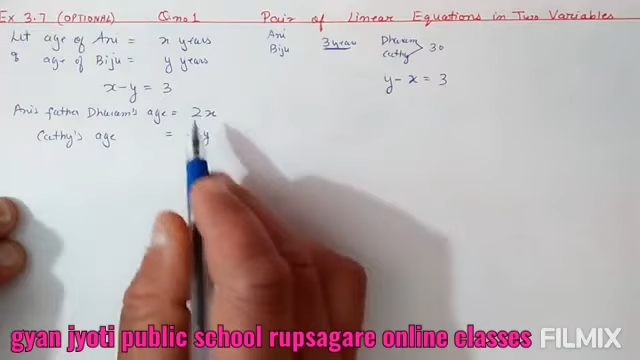 Ex 3.7 (OPTIONAL) Q.no 1 Pair of Linear Equations in Two Variables
Let age of Ani = x years
& age of Biju = y years
x - y = 3
Ani's father Dharam's age = 2x
Cathy's age = y
Ani
Biju
3 years
Dharam
Cathy
30
y - x = 3
gyan jyoti public school rupsagare online classes
FILMIX